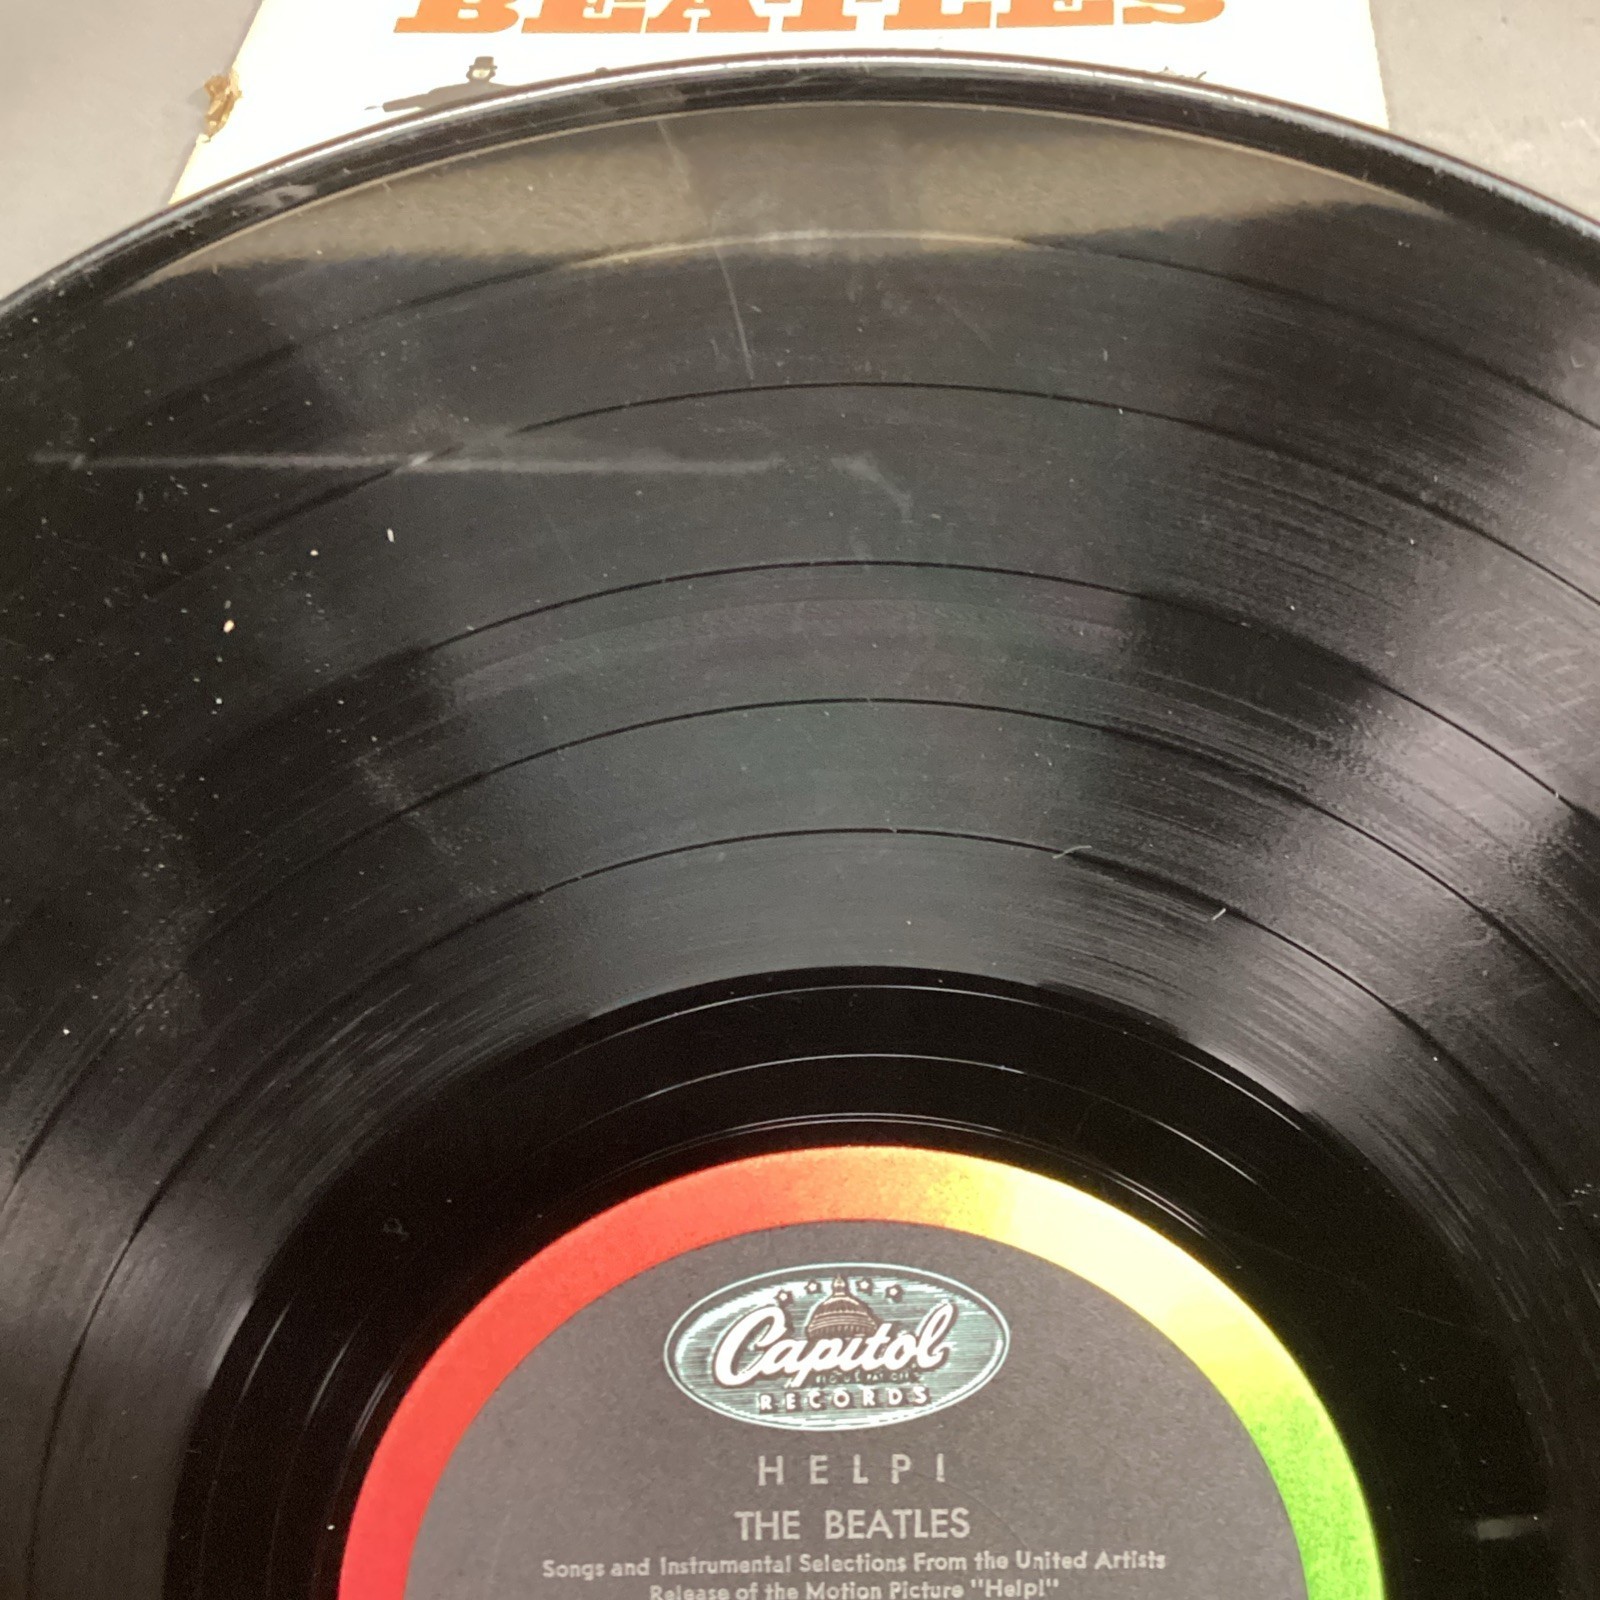 BEATLES
Capitol
RECORDS
HELP!
THE BEATLES
Songs and Instrumental Selections From the United Artists
Release of the Motion Picture "Help!"